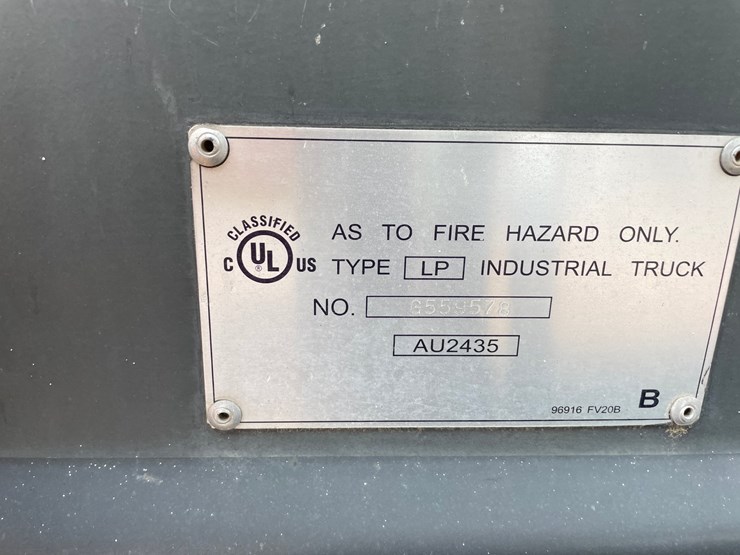 CLASSIFIED
C UL ® US
AS TO FIRE HAZARD ONLY.
TYPE LP INDUSTRIAL TRUCK
NO.
AU2435
96916 FV20B B